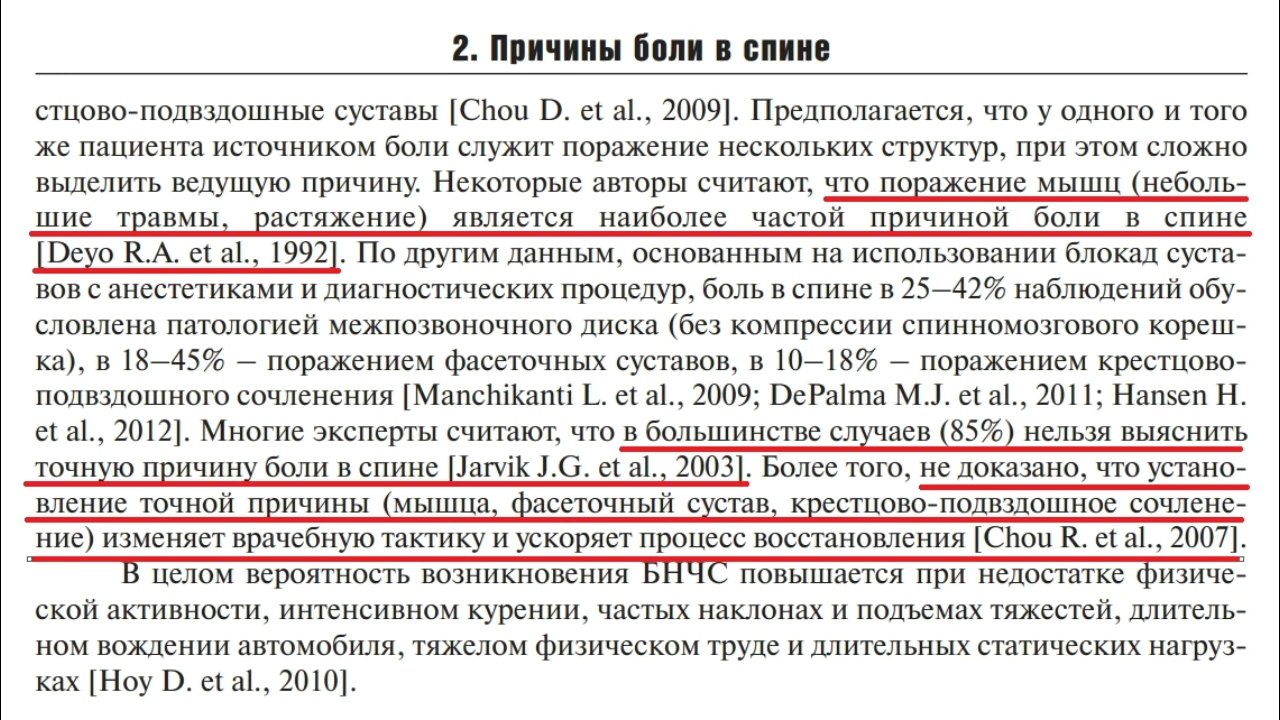 2. Причины боли в спине
стцово-подвздошные суставы [Chou D. et al., 2009]. Предполагается, что у одного и того
же пациента источником боли служит поражение нескольких структур, при этом сложно
выделить ведущую причину. Некоторые авторы считают, что поражение мышц (неболь-
шие травмы, растяжение) является наиболее частой причиной боли в спине
[Deyo R.A. et al., 1992]. По другим данным, основанным на использовании блокад суста-
вов с анестетиками и диагностических процедур, боль в спине в 25–42% наблюдений обу-
словлена патологией межпозвоночного диска (без компрессии спинномозгового кореш-
ка), в 18–45% – поражением фасеточных суставов, в 10–18% – поражением крестцово-
подвздошного сочленения [Manchikanti L. et al., 2009; DePalma M.J. et al., 2011; Hansen H.
et al., 2012]. Многие эксперты считают, что в большинстве случаев (85%) нельзя выяснить
точную причину боли в спине [Jarvik J.G. et al., 2003]. Более того, не доказано, что устано-
вление точной причины (мышца, фасеточный сустав, крестцово-подвздошное сочлене-
ние) изменяет врачебную тактику и ускоряет процесс восстановления [Chou R. et al., 2007].
В целом вероятность возникновения БНЧС повышается при недостатке физиче-
ской активности, интенсивном курении, частых наклонах и подъемах тяжестей, длитель-
ном вождении автомобиля, тяжелом физическом труде и длительных статических нагруз-
ках [Hoy D. et al., 2010].